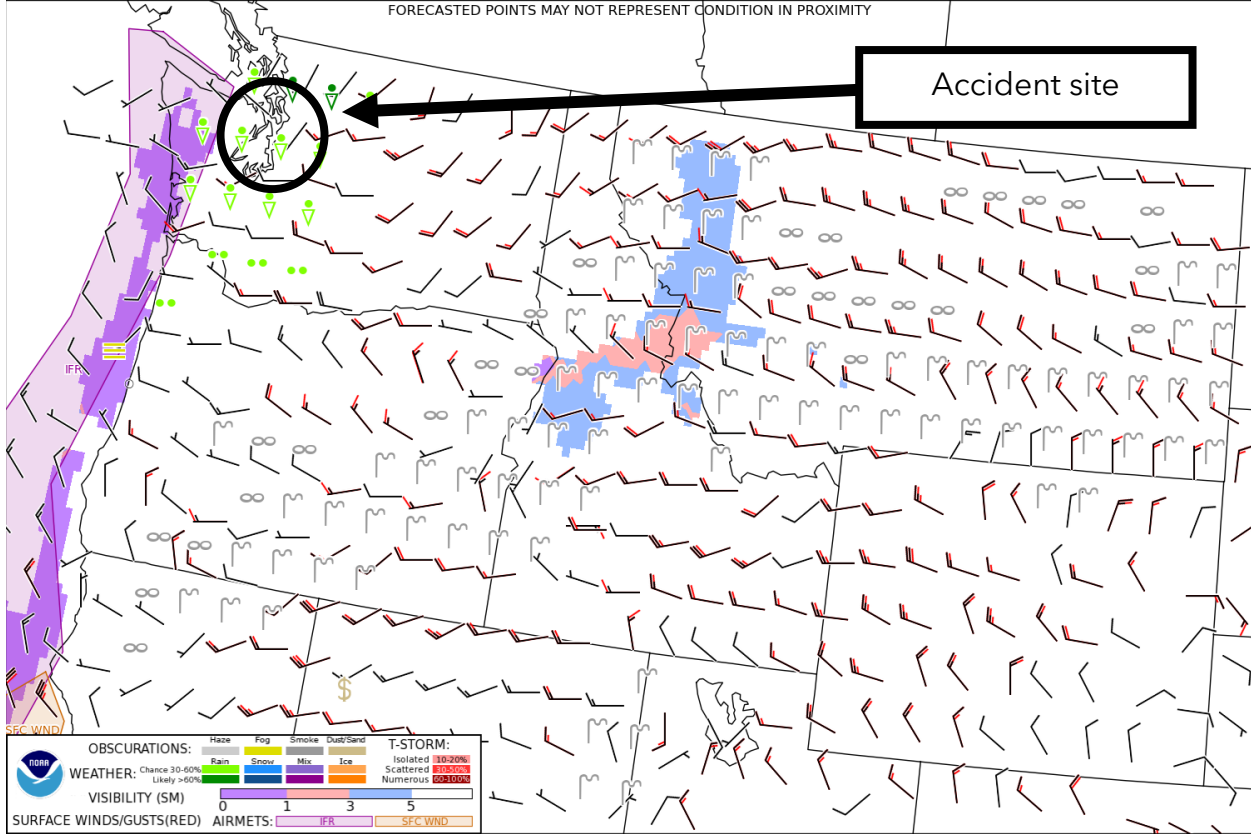 FORECASTED POINTS MAY NOT REPRESENT CONDITION IN PROXIMITY
Accident site
IFR
SFC WND
OBSCURATIONS: Haze Fog Smoke Dust/Sand
T-STORM:
WEATHER: Chance 30-60% Likely >60% Rain Snow Mix Ice
Isolated 10-20%
Scattered 30-50%
Numerous 60-100%
NOAA
VISIBILITY (SM) 0 1 3 5
SURFACE WINDS/GUSTS(RED) AIRMETS: IFR SFC WND